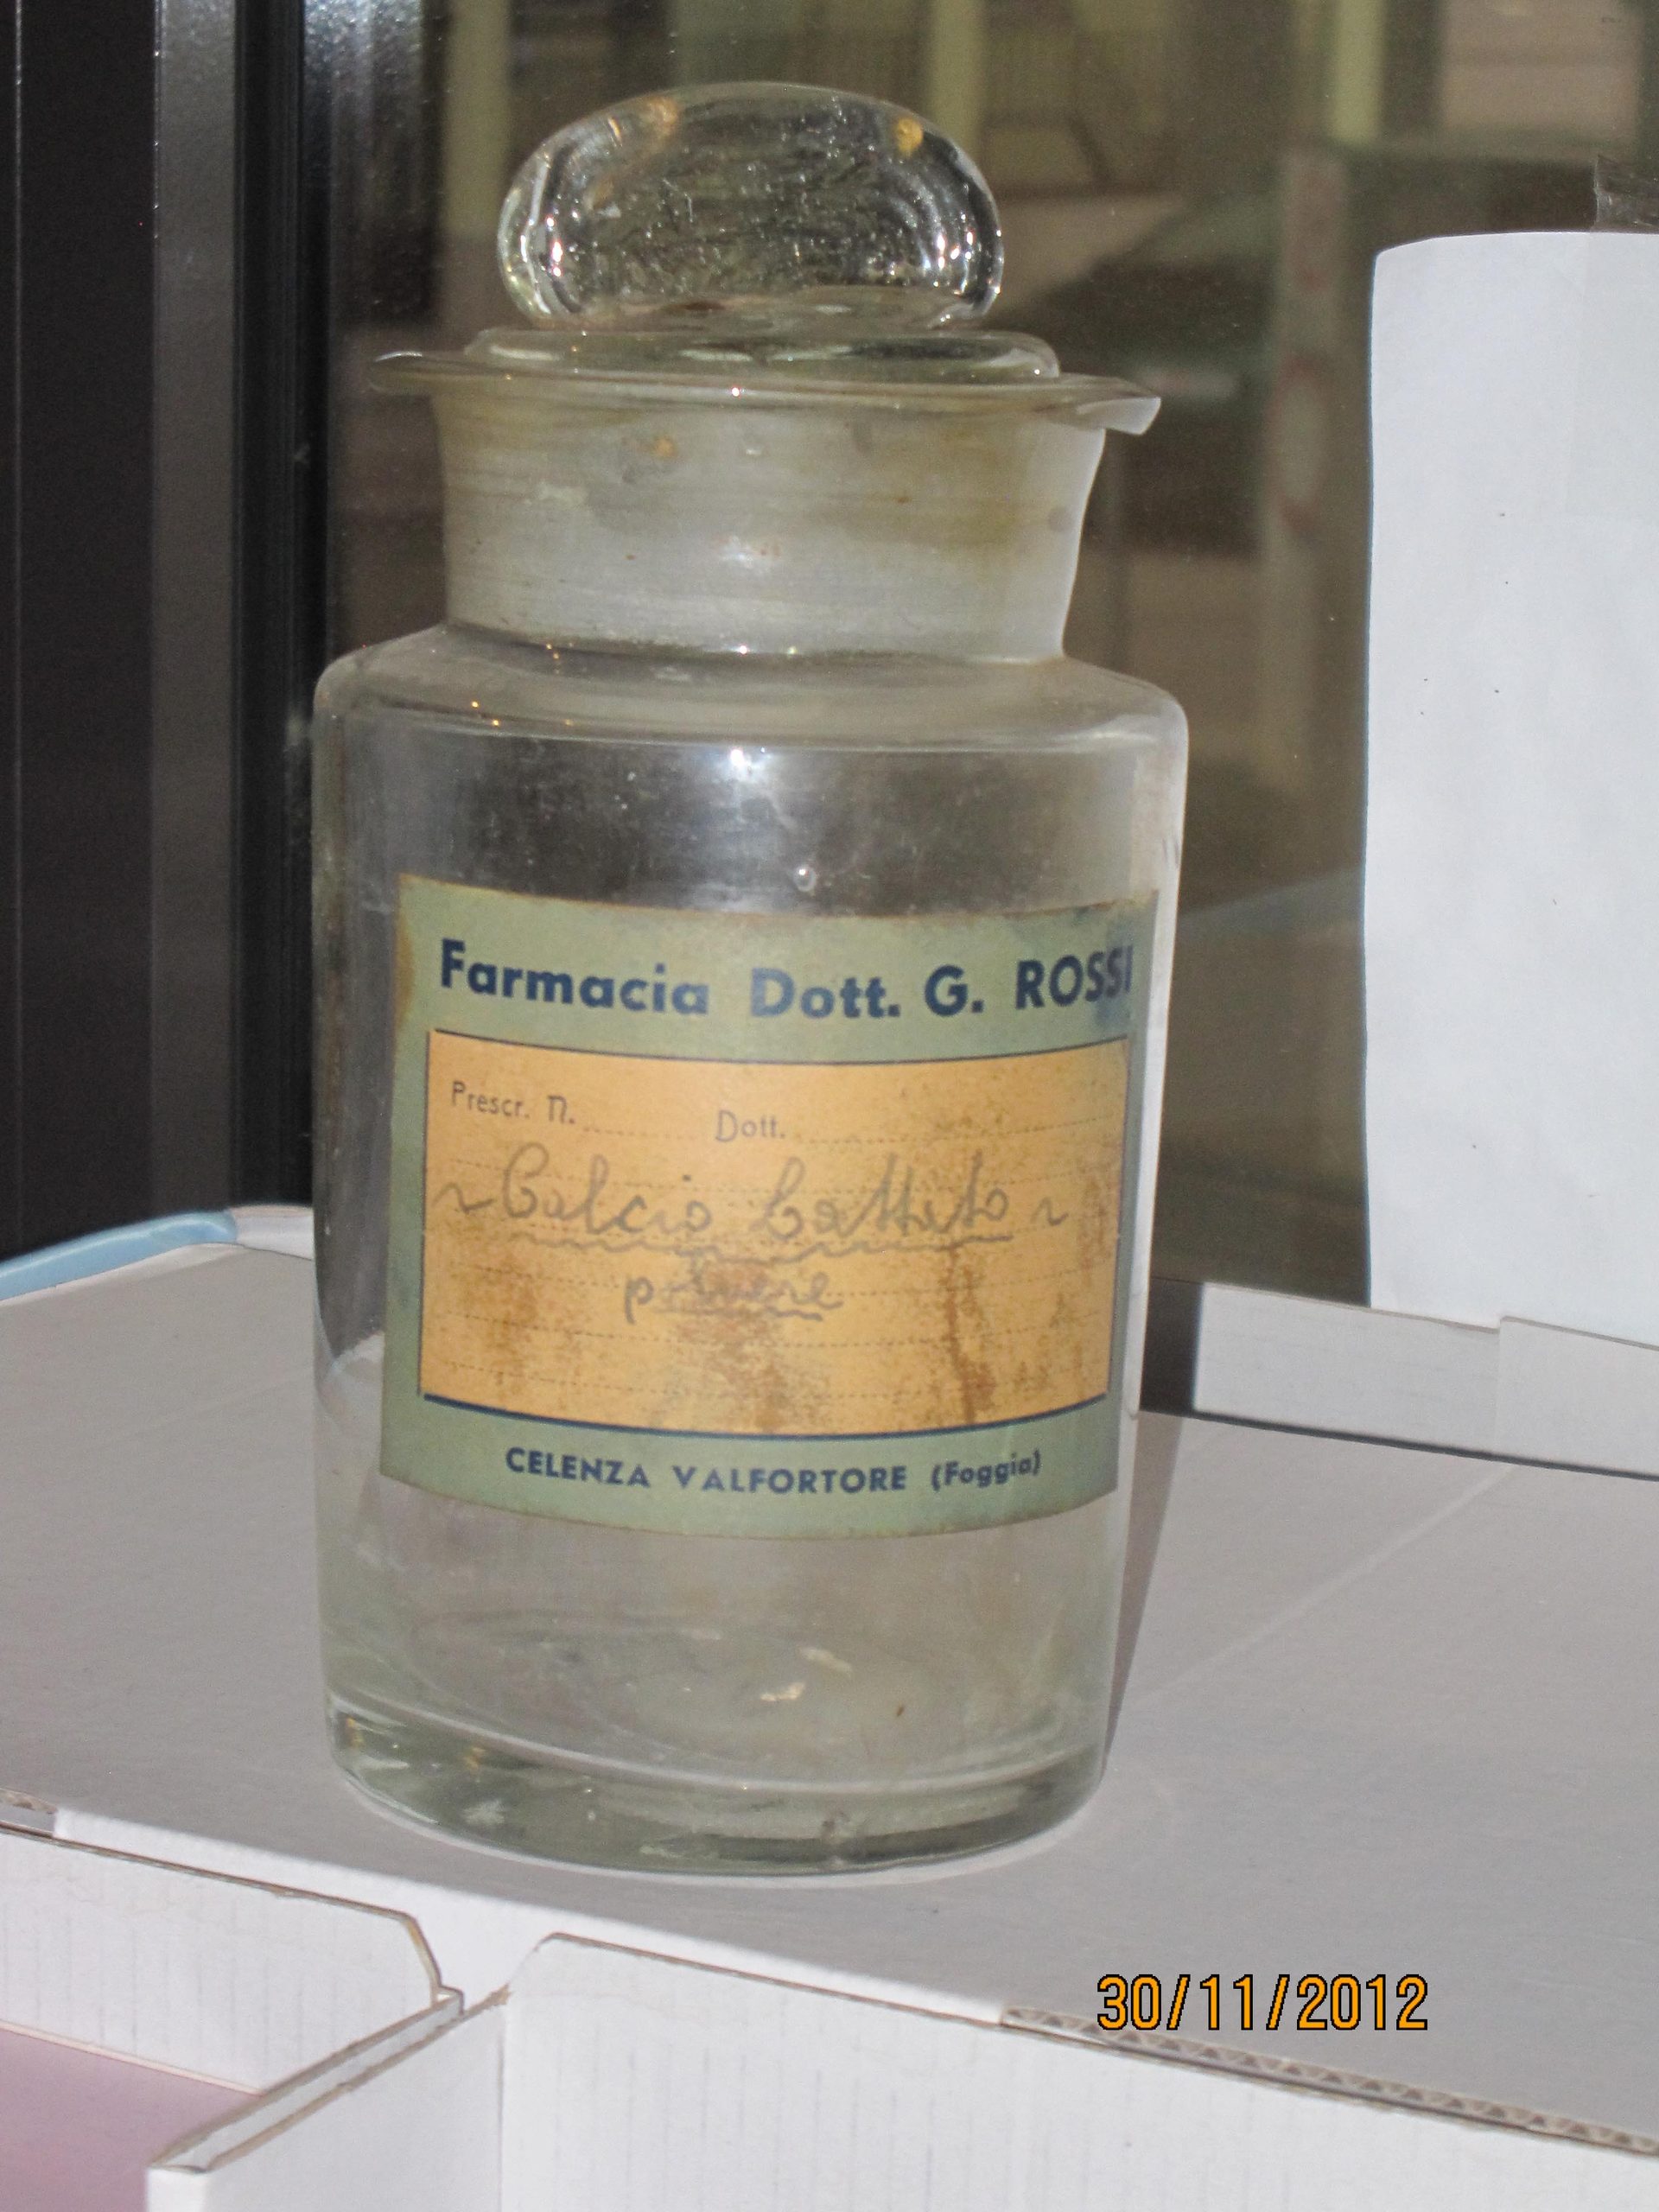 Farmacia Dott. G. ROSSI
Prescr. N. Dott.
~ Calcio Lattato ~
polvere
CELENZA VALFORTORE (Foggia)
30/11/2012